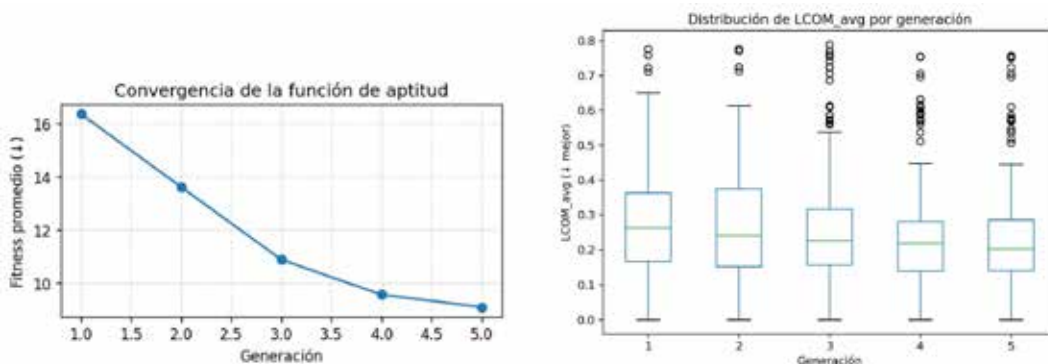 Convergencia de la función de aptitud
Fitness promedio (↓)
16
14
12
10
1.0 1.5 2.0 2.5 3.0 3.5 4.0 4.5 5.0
Generación
Distribución de LCOM_avg por generación
LCOM_avg (↓ mejor)
0.8
0.7
0.6
0.5
0.4
0.3
0.2
0.1
0.0
1 2 3 4 5
Generación